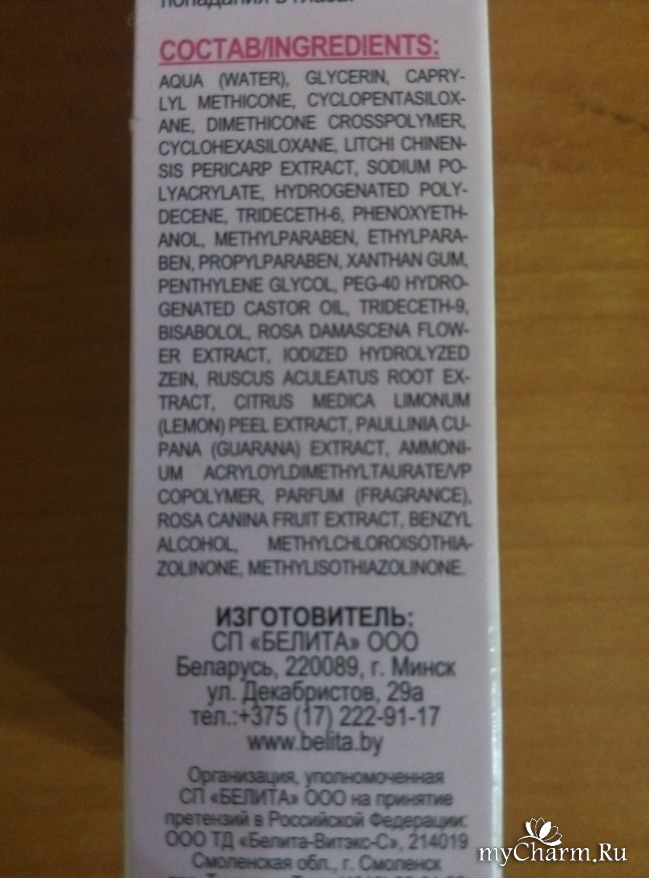 попадания в глаза.
СОСТАВ/INGREDIENTS:
AQUA (WATER), GLYCERIN, CAPRY-
LYL METHICONE, CYCLOPENTASILOX-
ANE, DIMETHICONE CROSSPOLYMER,
CYCLOHEXASILOXANE, LITCHI CHINEN-
SIS PERICARP EXTRACT, SODIUM PO-
LYACRYLATE, HYDROGENATED POLY-
DECENE, TRIDECETH-6, PHENOXYETH-
ANOL, METHYLPARABEN, ETHYLPARA-
BEN, PROPYLPARABEN, XANTHAN GUM,
PENTHYLENE GLYCOL, PEG-40 HYDRO-
GENATED CASTOR OIL, TRIDECETH-9,
BISABOLOL, ROSA DAMASCENA FLOW-
ER EXTRACT, IODIZED HYDROLYZED
ZEIN, RUSCUS ACULEATUS ROOT EX-
TRACT, CITRUS MEDICA LIMONUM
(LEMON) PEEL EXTRACT, PAULLINIA CU-
PANA (GUARANA) EXTRACT, AMMONI-
UM ACRYLOYLDIMETHYLTAURATE/VP
COPOLYMER, PARFUM (FRAGRANCE),
ROSA CANINA FRUIT EXTRACT, BENZYL
ALCOHOL, METHYLCHLOROISOTHIA-
ZOLINONE, METHYLISOTHIAZOLINONE.
ИЗГОТОВИТЕЛЬ:
СП «БЕЛИТА» ООО
Беларусь, 220089, г. Минск
ул. Декабристов, 29а
тел.:+375 (17) 222-91-17
www.belita.by
Организация, уполномоченная
СП «БЕЛИТА» ООО на принятие
претензий в Российской Федерации:
ООО ТД «Белита-Витэкс-С», 214019
Смоленская обл., г. Смоленск
myCharm.Ru